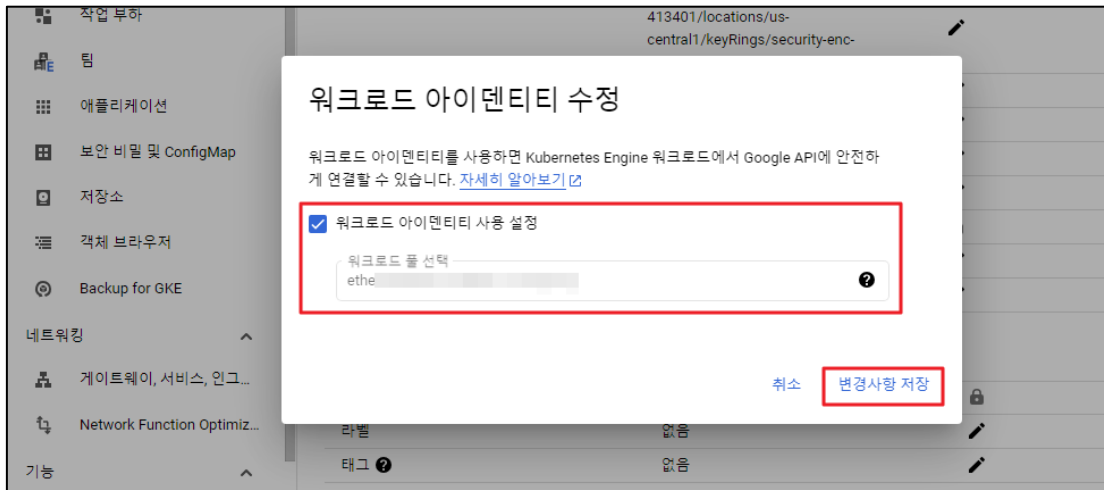 작업 부하
팀
애플리케이션
보안 비밀 및 ConfigMap
저장소
객체 브라우저
Backup for GKE
네트워킹
게이트웨이, 서비스, 인그...
Network Function Optimiz...
기능
413401/locations/us-
central1/keyRings/security-enc-
워크로드 아이덴티티 수정
워크로드 아이덴티티를 사용하면 Kubernetes Engine 워크로드에서 Google API에 안전하
게 연결할 수 있습니다. 자세히 알아보기
워크로드 아이덴티티 사용 설정
워크로드 풀 선택
ethe
취소
변경사항 저장
라벨
없음
태그
없음